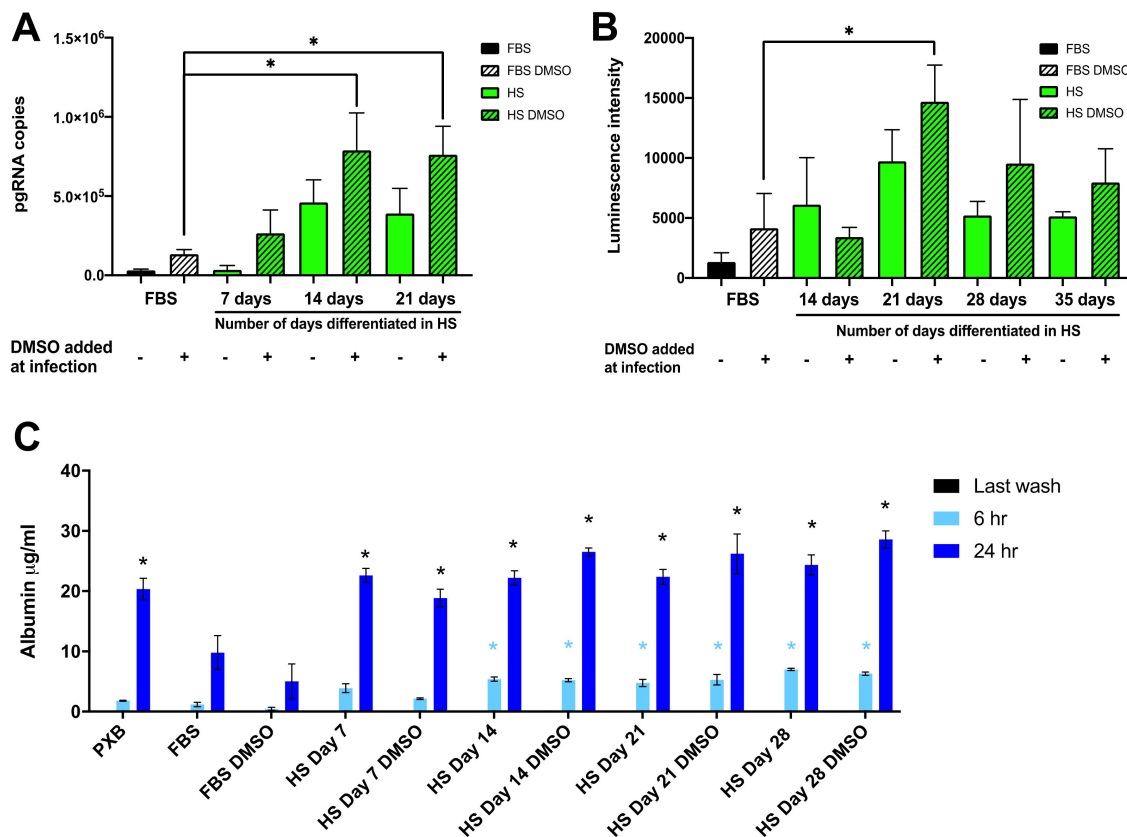 A
1.5×10⁶
1.0×10⁶
5.0×10⁵
0.0
pgRNA copies
*
*
FBS
FBS DMSO
HS
HS DMSO
FBS
7 days
14 days
21 days
Number of days differentiated in HS
DMSO added
at infection
- + - + - + - +
B
20000
15000
10000
5000
0
Luminescence intensity
*
FBS
FBS DMSO
HS
HS DMSO
FBS
14 days
21 days
28 days
35 days
Number of days differentiated in HS
DMSO added
at infection
- + - + - + - + - +
C
40
30
20
10
0
Albumin µg/ml
* * * * * * * * *
* * * * * *
Last wash
6 hr
24 hr
PXB
FBS
FBS DMSO
HS Day 7
HS Day 7 DMSO
HS Day 14
HS Day 14 DMSO
HS Day 21
HS Day 21 DMSO
HS Day 28
HS Day 28 DMSO